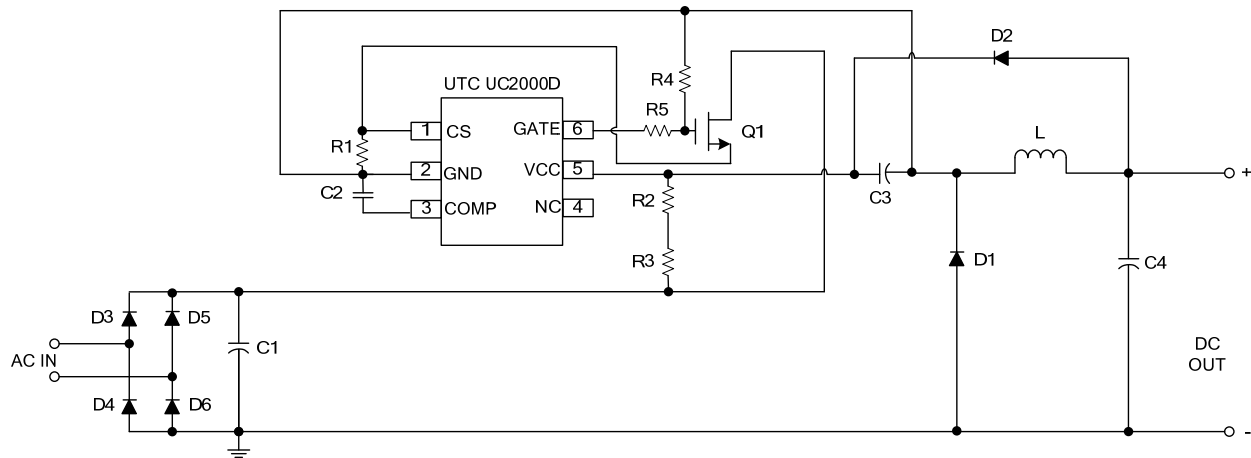 D2
R4
UTC UC2000D
R5
1 CS
GATE 6
Q1
L
R1
2 GND
VCC 5
+
C2
C3
3 COMP
NC 4
R2
R3
D1
C4
D3
D5
AC IN
C1
DC
OUT
D4
D6
-